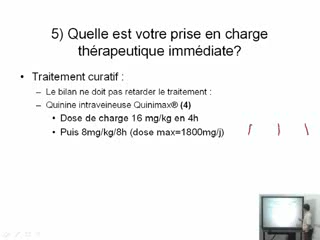 5) Quelle est votre prise en charge
thérapeutique immédiate?
• Traitement curatif :
– Le bilan ne doit pas retarder le traitement :
– Quinine intraveineuse Quinimax® (4)
• Dose de charge 16 mg/kg en 4h
• Puis 8mg/kg/8h (dose max=1800mg/j)